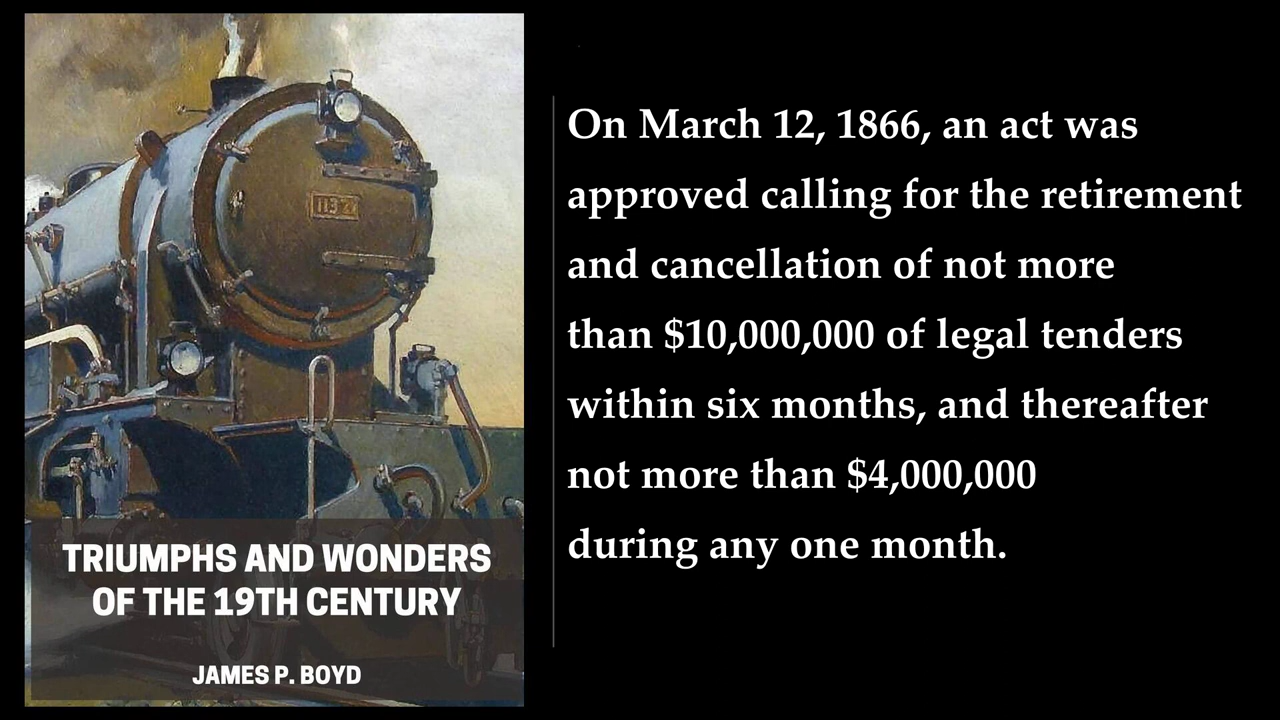 On March 12, 1866, an act was
approved calling for the retirement
and cancellation of not more
than $10,000,000 of legal tenders
within six months, and thereafter
not more than $4,000,000
during any one month.
1132
TRIUMPHS AND WONDERS
OF THE 19TH CENTURY
JAMES P. BOYD